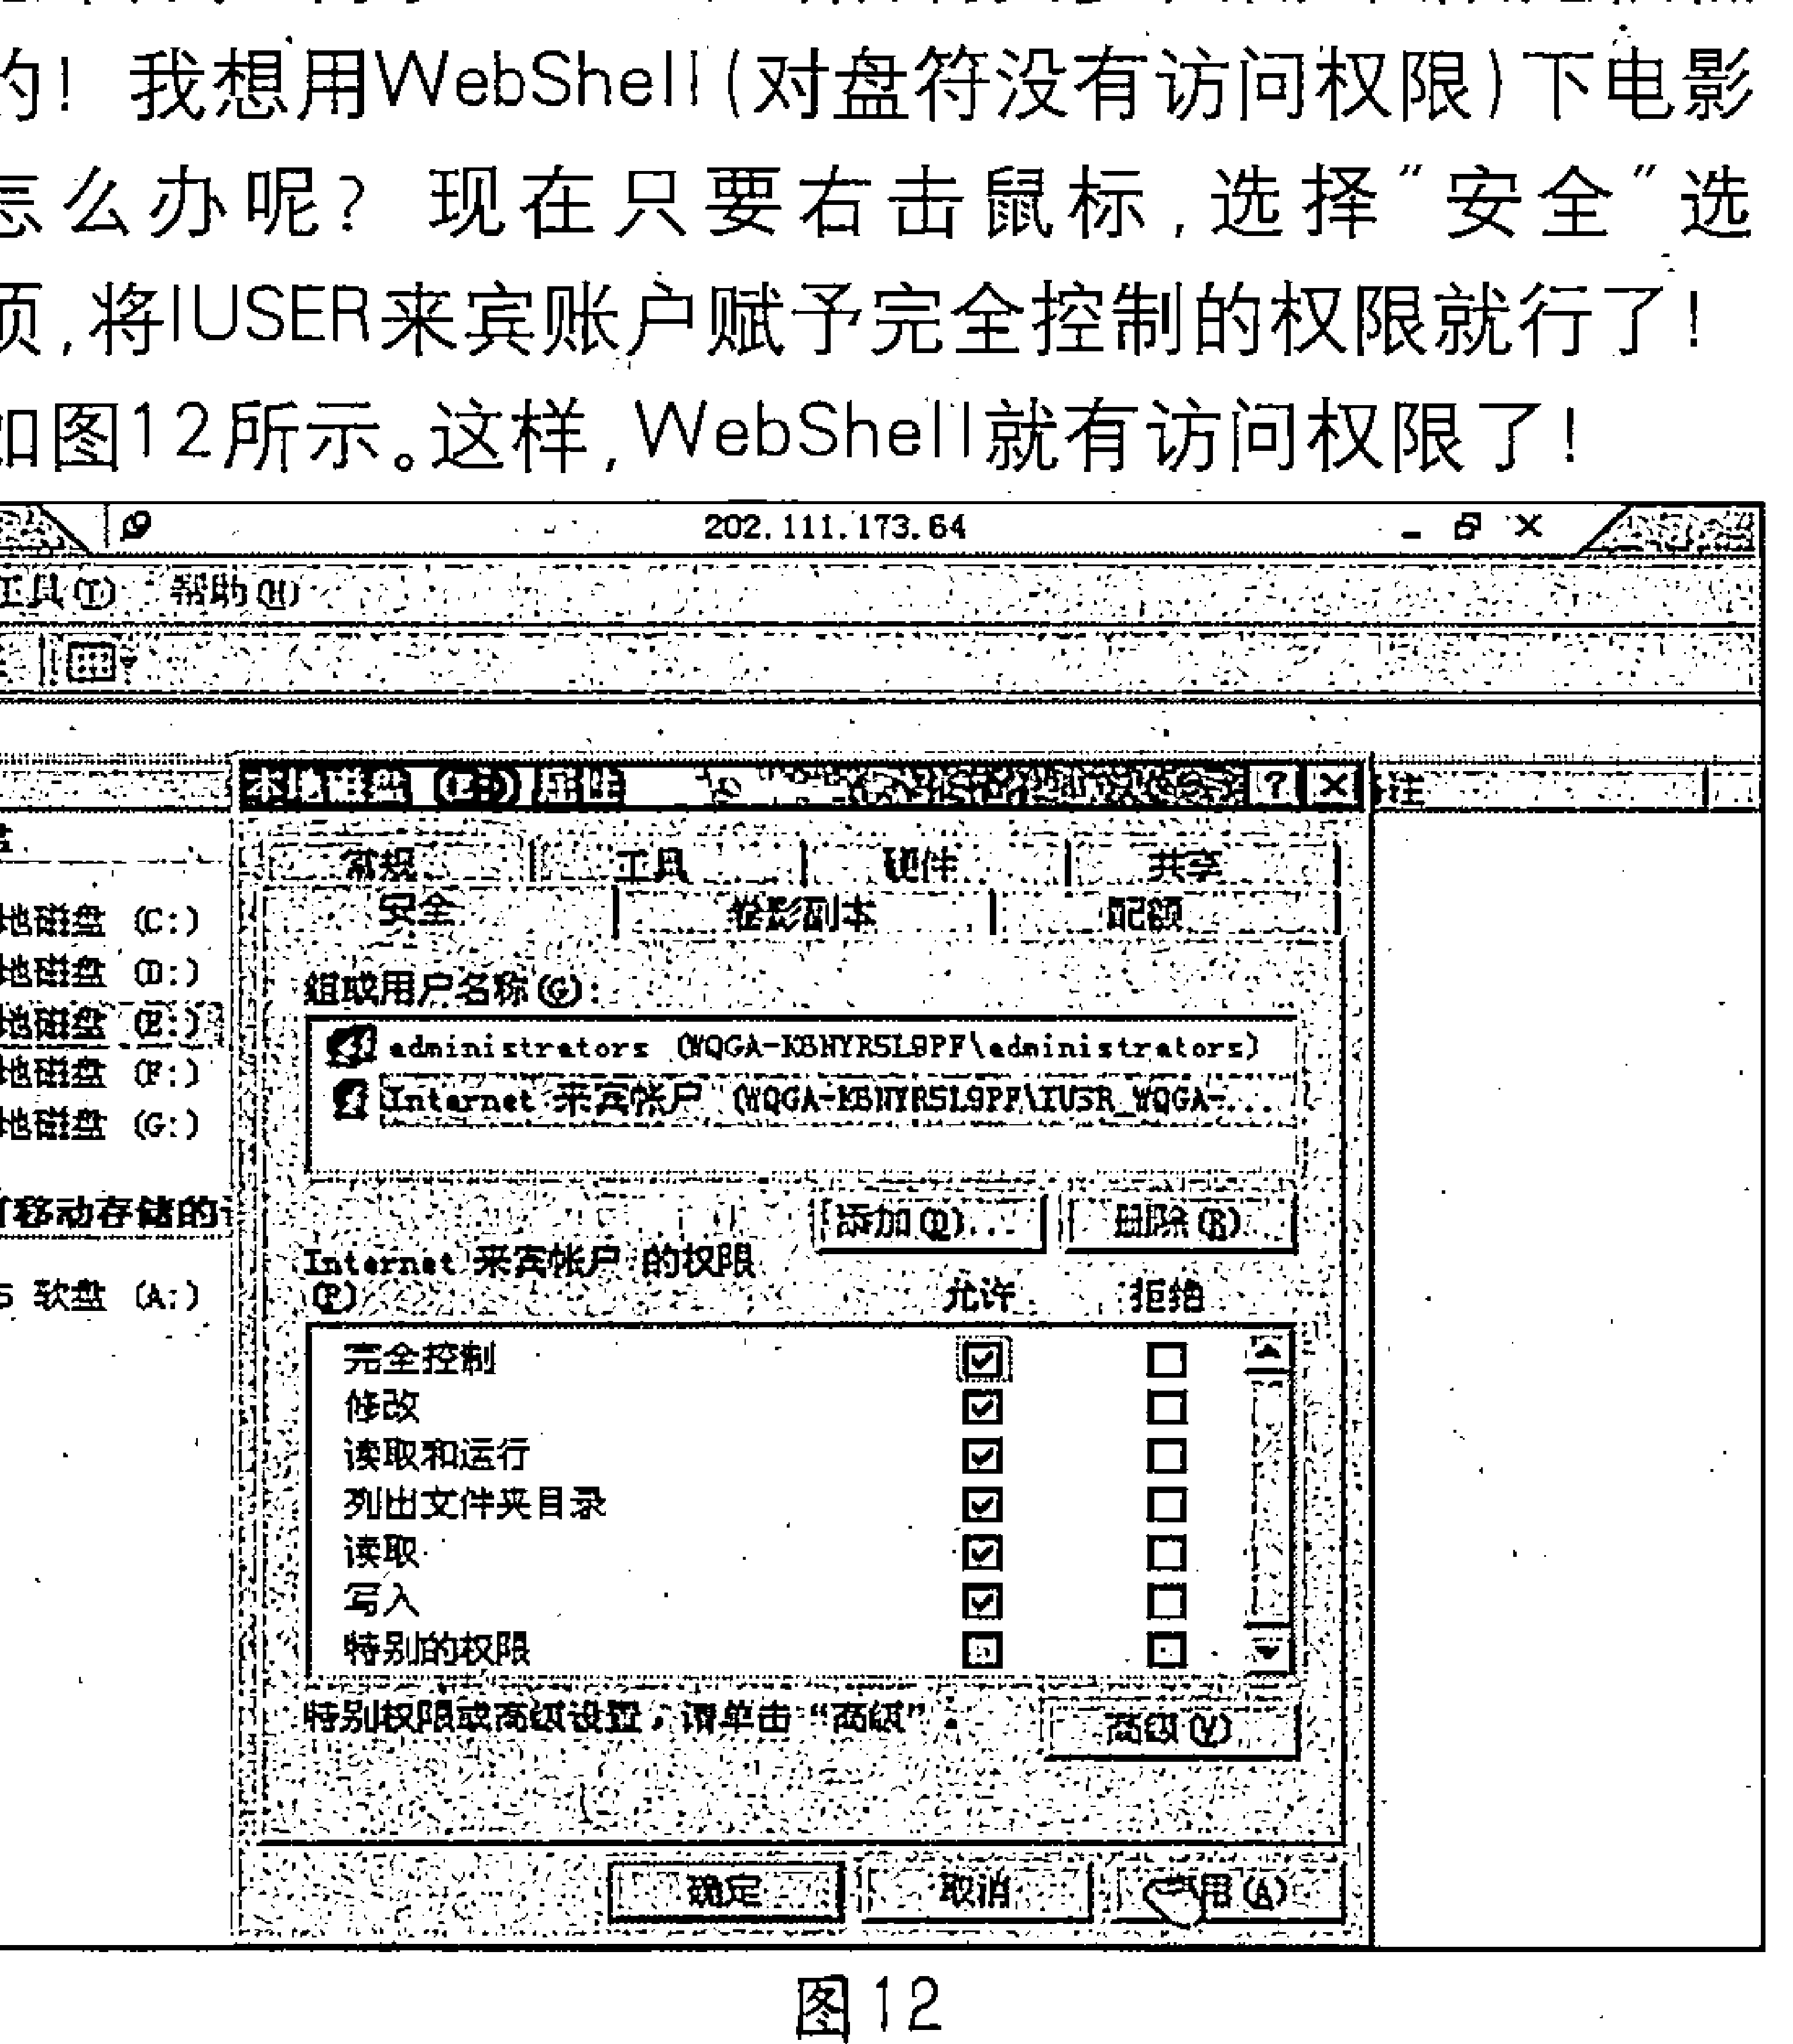 的！我想用WebShell(对盘符没有访问权限)下电影
怎么办呢？现在只要右击鼠标,选择"安全"选
项,将IUSER来宾账户赋予完全控制的权限就行了！
如图12所示。这样,WebShell就有访问权限了！
202.111.173.64
工具(T) 帮助(H)
本地磁盘 (E:) 属性
注
常规 工具 硬件 共享
安全 卷影副本 配额
地磁盘 (C:)
地磁盘 (D:)
地磁盘 (E:)
地磁盘 (F:)
地磁盘 (G:)
可移动存储的
5 软盘 (A:)
组或用户名称(G):
administrators (WQGA-K8NYR5L9PF\administrators)
Internet 来宾帐户 (WQGA-K8NYR5L9PF\IUSR_WQGA-...
添加(D)... 删除(R)
Internet 来宾帐户 的权限
(P) 允许 拒绝
完全控制
修改
读取和运行
列出文件夹目录
读取
写入
特别的权限
特别权限或高级设置，请单击“高级”。 高级(V)
确定 取消 用(A)
图12